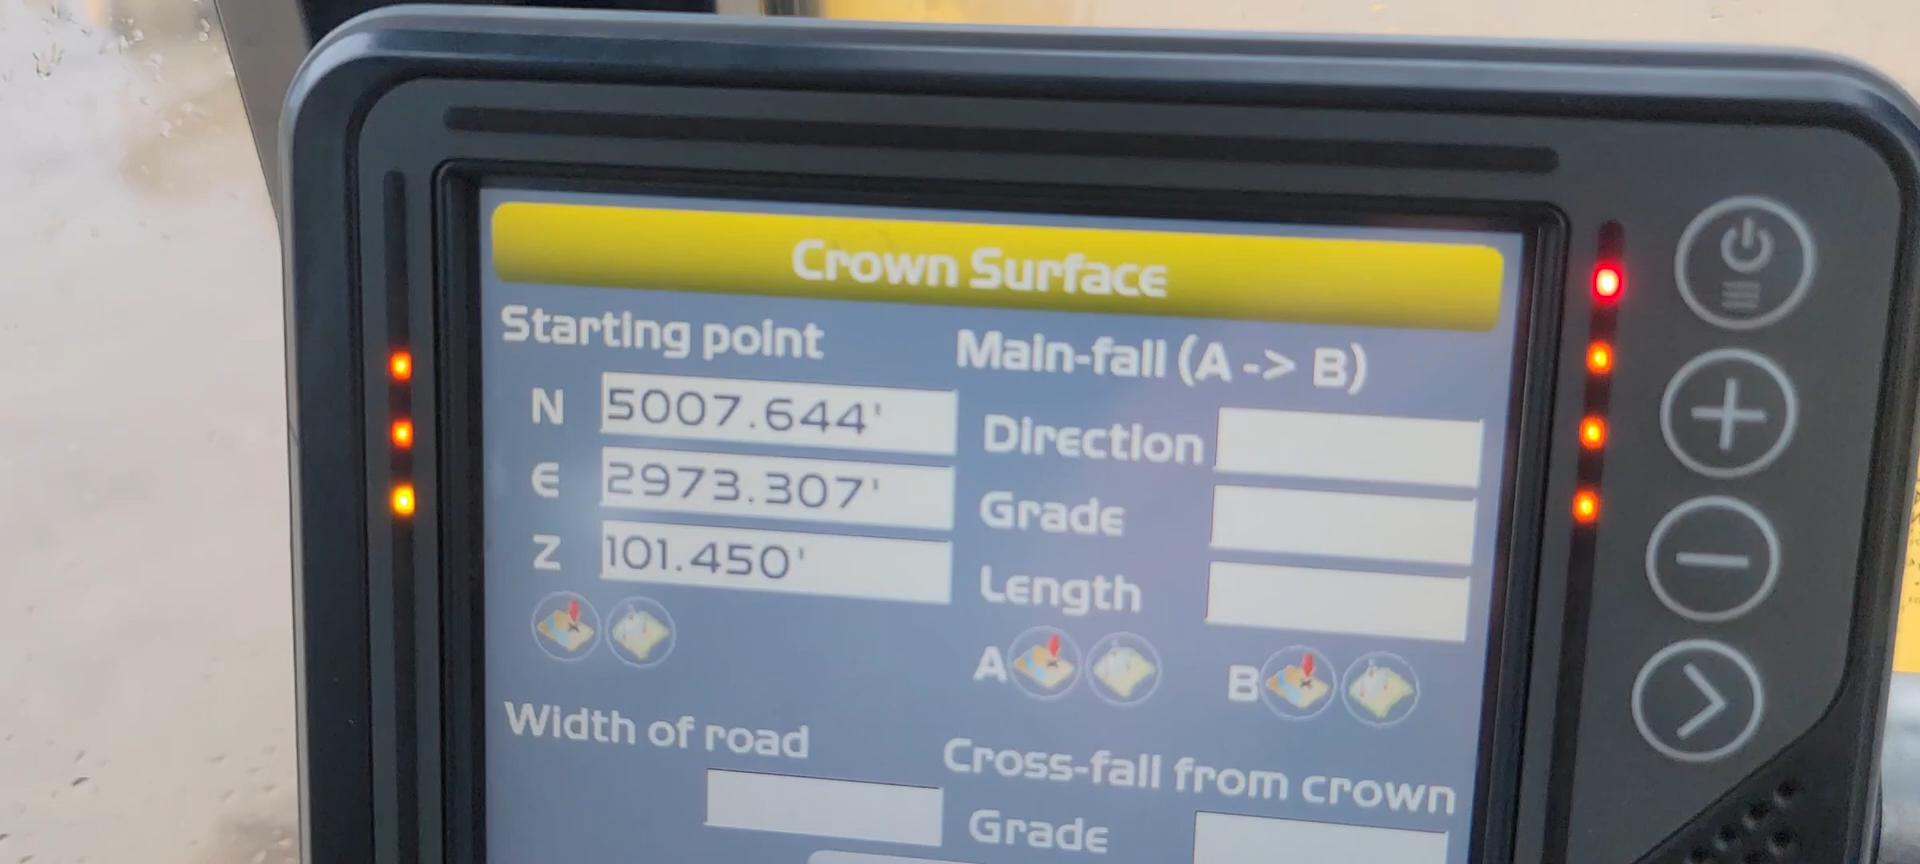 Crown Surface
Starting point
Main-fall (A -> B)
N 5007.644'
Direction
E 2973.307'
Grade
Z 101.450'
Length
A B
Width of road
Cross-fall from crown
Grade